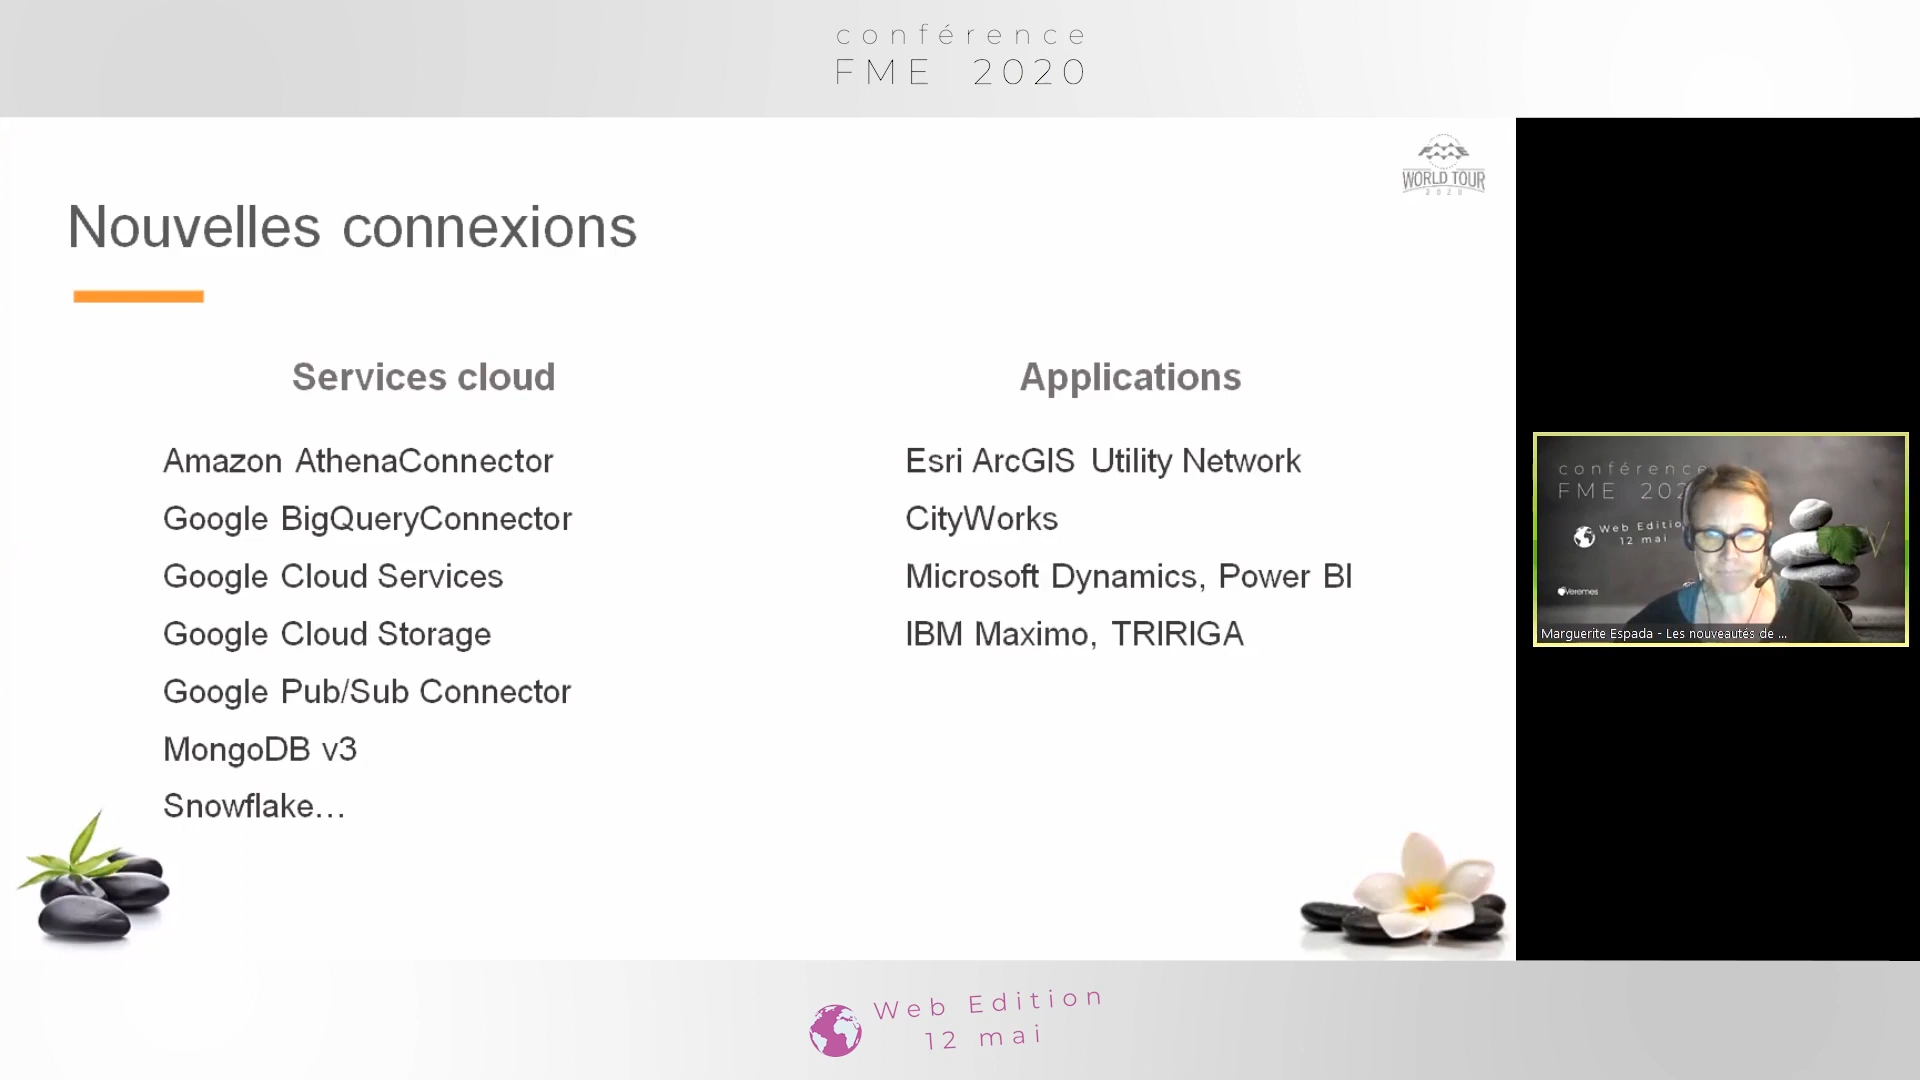 conférence
FME 2020
WORLD TOUR
2020
Nouvelles connexions
Services cloud
Amazon AthenaConnector
Google BigQueryConnector
Google Cloud Services
Google Cloud Storage
Google Pub/Sub Connector
MongoDB v3
Snowflake…
Applications
Esri ArcGIS Utility Network
CityWorks
Microsoft Dynamics, Power BI
IBM Maximo, TRIRIGA
conférence
FME 202
Web Editio
12 mai
Veremes
Marguerite Espada - Les nouveautés de ...
Web Edition
12 mai